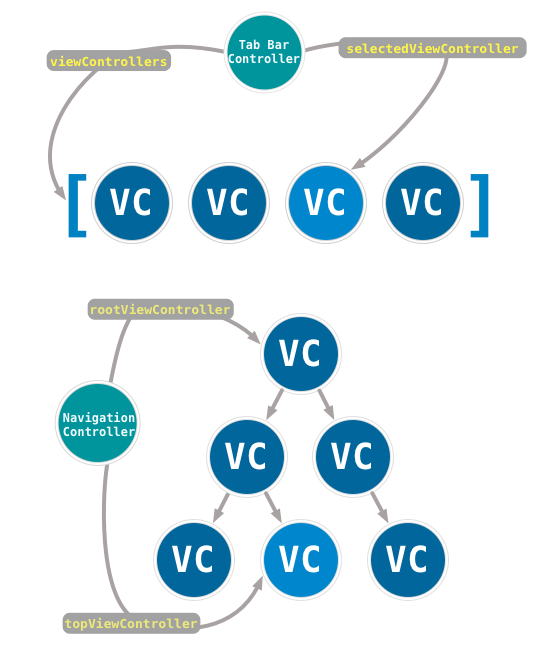 Tab Bar
Controller
viewControllers
selectedViewController
[ VC VC VC VC ]
rootViewController
VC
Navigation
Controller
VC VC
VC VC VC
topViewController